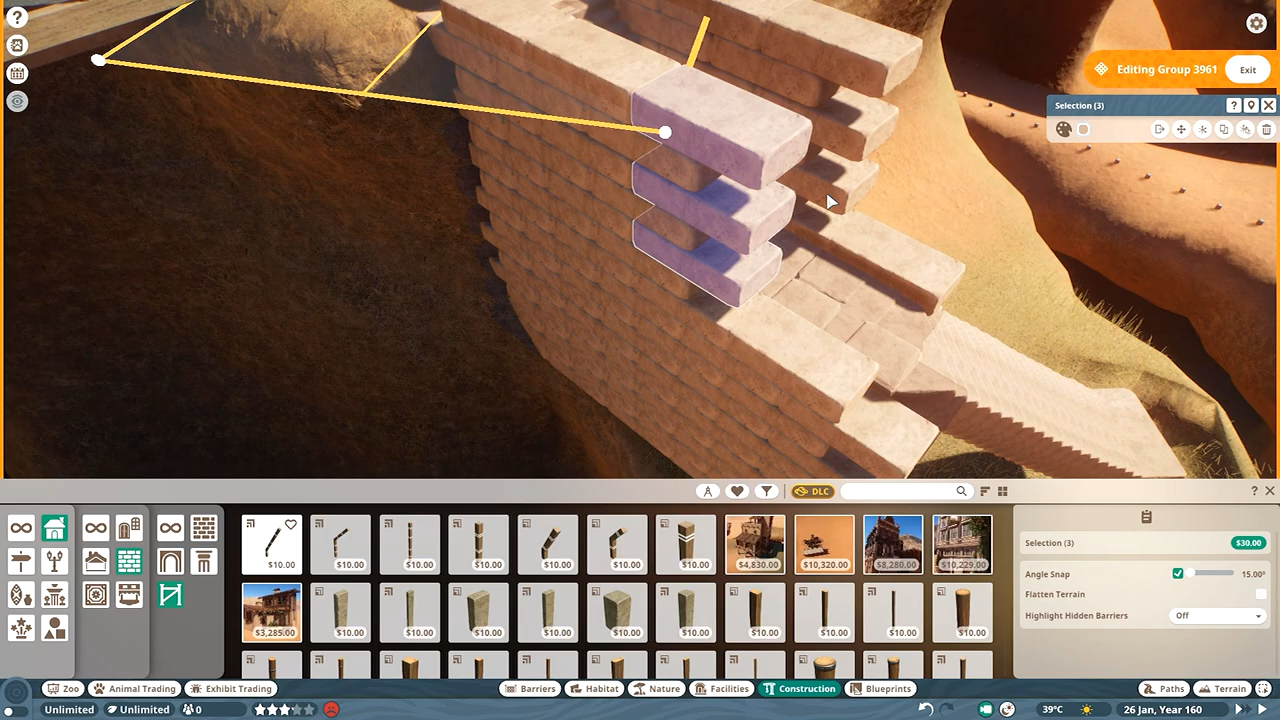 ?
Editing Group 3961
Exit
Selection (3)
?
DLC
?
$10.00
$10.00
$10.00
$10.00
$10.00
$10.00
$10.00
$4,830.00
$10,320.00
$8,280.00
$10,229.00
$3,285.00
$10.00
$10.00
$10.00
$10.00
$10.00
$10.00
$10.00
$10.00
$10.00
$10.00
Selection (3)
$30.00
Angle Snap
15.00°
Flatten Terrain
Highlight Hidden Barriers
Off
Zoo
Animal Trading
Exhibit Trading
Barriers
Habitat
Nature
Facilities
Construction
Blueprints
Paths
Terrain
Unlimited
Unlimited
0
39°C
26 Jan, Year 160